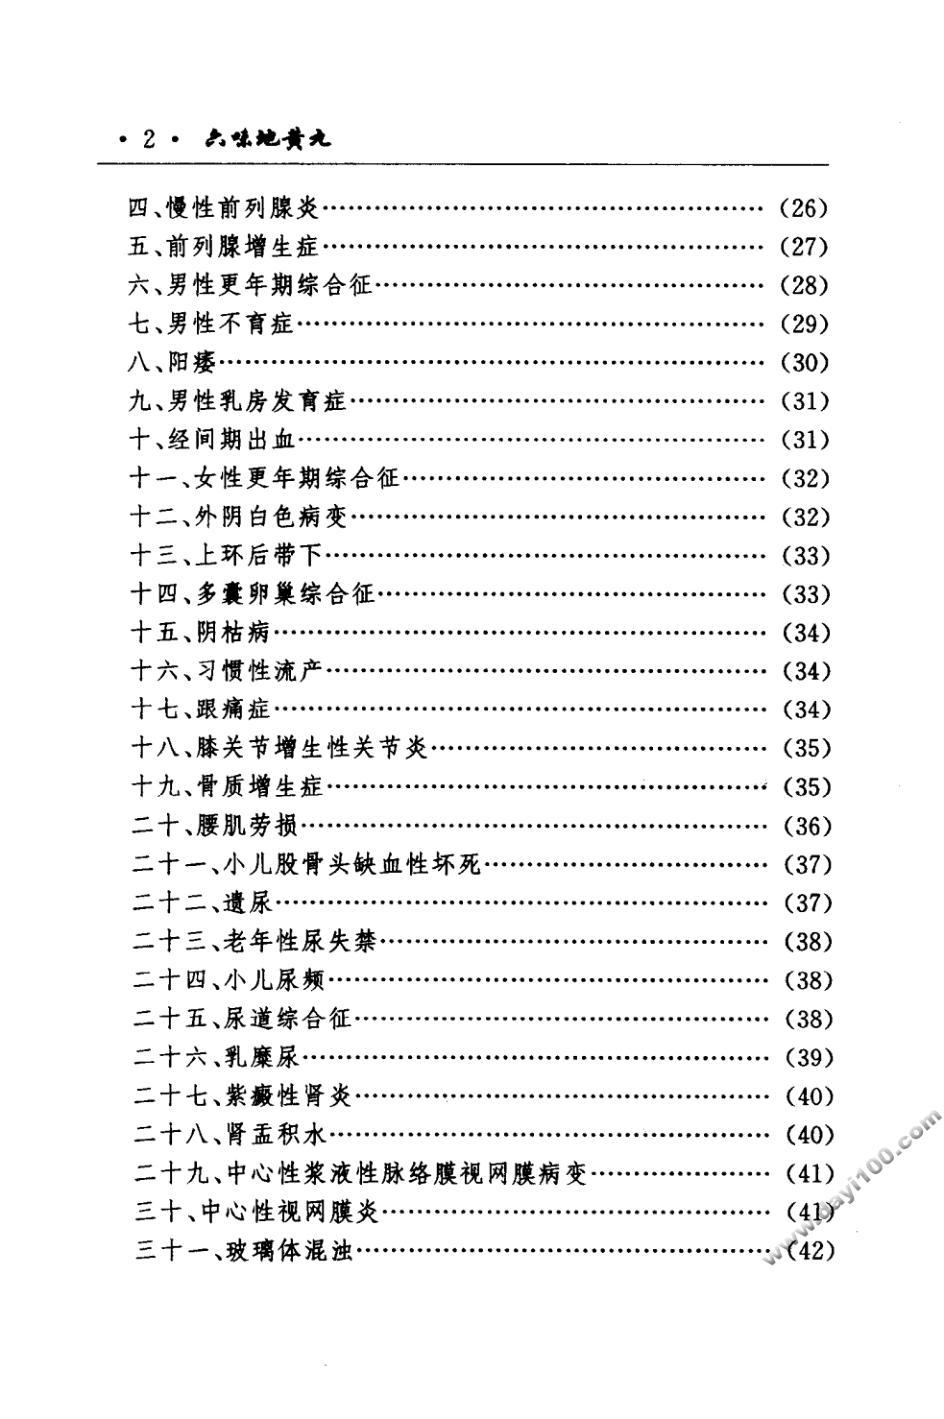 ·2· 六味地黄丸
四、慢性前列腺炎……………………………………………(26)
五、前列腺增生症……………………………………………(27)
六、男性更年期综合征………………………………………(28)
七、男性不育症………………………………………………(29)
八、阳痿………………………………………………………(30)
九、男性乳房发育症…………………………………………(31)
十、经间期出血………………………………………………(31)
十一、女性更年期综合征……………………………………(32)
十二、外阴白色病变…………………………………………(32)
十三、上环后带下……………………………………………(33)
十四、多囊卵巢综合征………………………………………(33)
十五、阴枯病…………………………………………………(34)
十六、习惯性流产……………………………………………(34)
十七、跟痛症…………………………………………………(34)
十八、膝关节增生性关节炎…………………………………(35)
十九、骨质增生症……………………………………………(35)
二十、腰肌劳损………………………………………………(36)
二十一、小儿股骨头缺血性坏死……………………………(37)
二十二、遗尿…………………………………………………(37)
二十三、老年性尿失禁………………………………………(38)
二十四、小儿尿频……………………………………………(38)
二十五、尿道综合征…………………………………………(38)
二十六、乳糜尿………………………………………………(39)
二十七、紫癜性肾炎…………………………………………(40)
二十八、肾盂积水……………………………………………(40)
二十九、中心性浆液性脉络膜视网膜病变…………………(41)
三十、中心性视网膜炎………………………………………(41)
三十一、玻璃体混浊…………………………………………(42)
www.dayi100.com